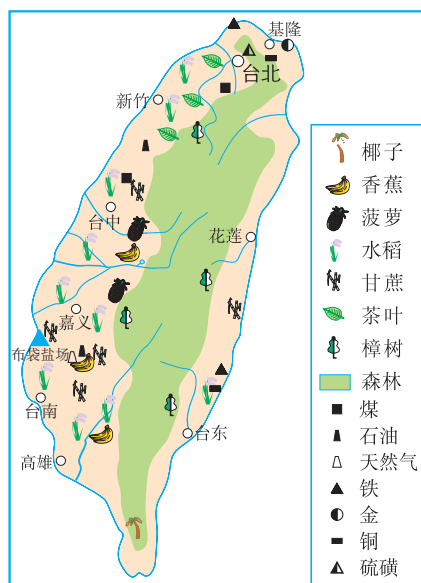 基隆
台北
新竹
台中
花莲
嘉义
布袋盐场
台南
台东
高雄
椰子
香蕉
菠萝
水稻
甘蔗
茶叶
樟树
森林
煤
石油
天然气
铁
金
铜
硫磺